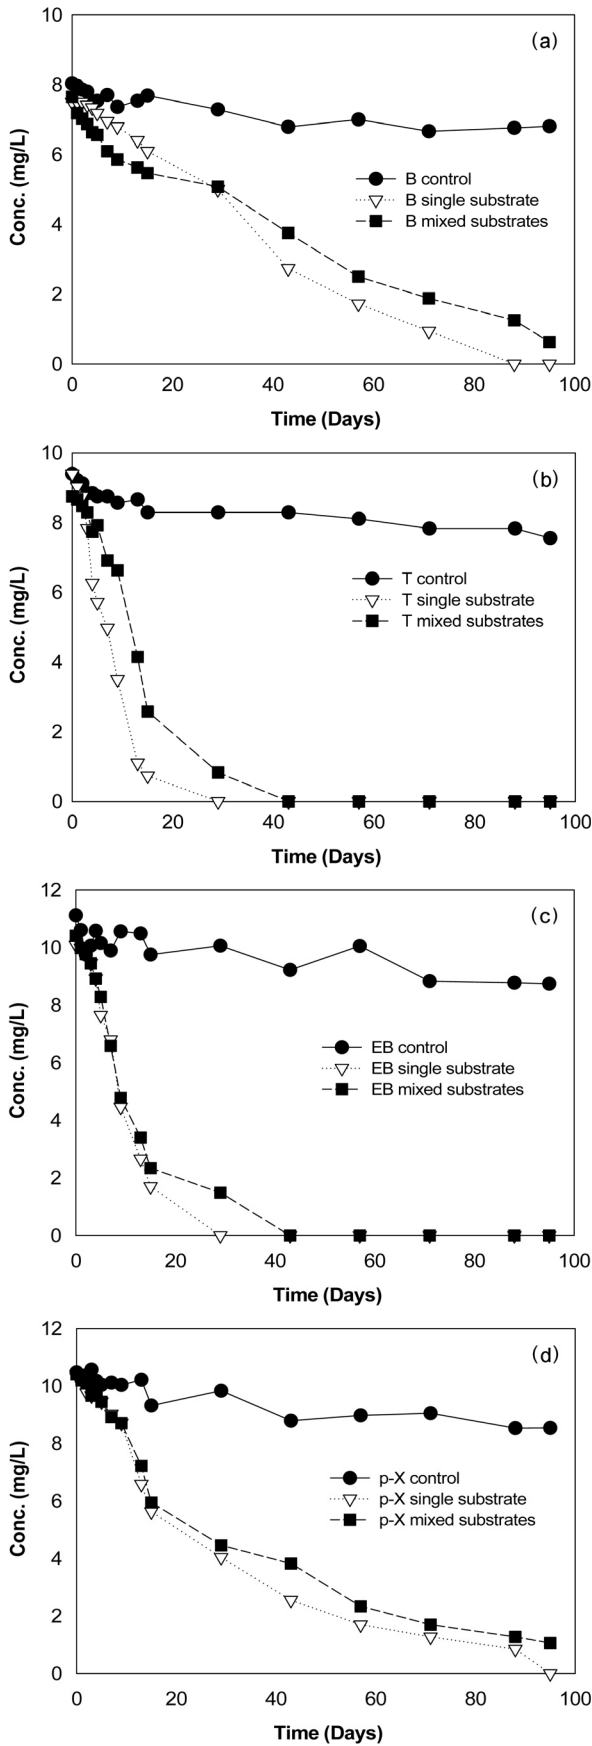 10
(a)
8
6
Conc. (mg/L)
B control
B single substrate
B mixed substrates
4
2
0
0 20 40 60 80 100
Time (Days)
10
(b)
8
6
Conc. (mg/L)
T control
T single substrate
T mixed substrates
4
2
0
0 20 40 60 80 100
Time (Days)
12
(c)
10
8
Conc. (mg/L)
EB control
6
EB single substrate
EB mixed substrates
4
2
0
0 20 40 60 80 100
Time (Days)
12
(d)
10
8
Conc. (mg/L)
p-X control
6
p-X single substrate
p-X mixed substrates
4
2
0
0 20 40 60 80 100
Time (Days)